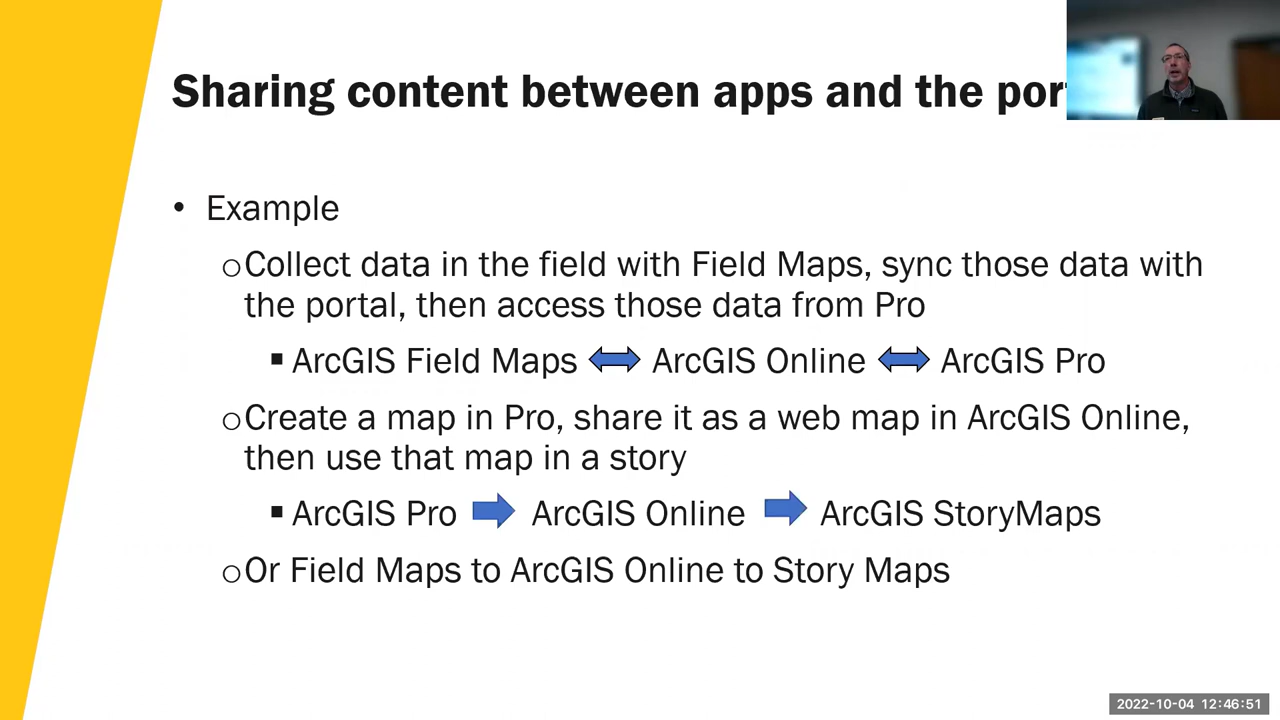 Sharing content between apps and the
• Example
○Collect data in the field with Field Maps, sync those data with
the portal, then access those data from Pro
▪ ArcGIS Field Maps ⇔ ArcGIS Online ⇔ ArcGIS Pro
○Create a map in Pro, share it as a web map in ArcGIS Online,
then use that map in a story
▪ ArcGIS Pro ➡ ArcGIS Online ➡ ArcGIS StoryMaps
○Or Field Maps to ArcGIS Online to Story Maps
2022-10-04 12:46:51